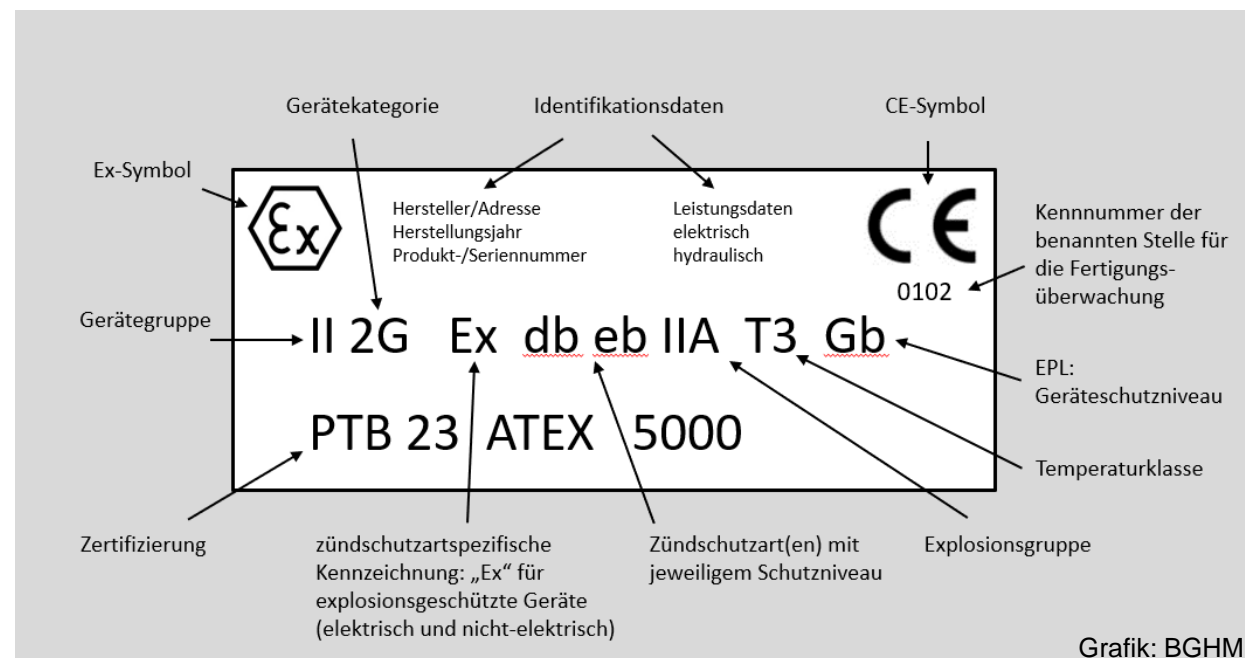 Gerätekategorie
Identifikationsdaten
CE-Symbol
Ex-Symbol
Ex
Hersteller/Adresse
Herstellungsjahr
Produkt-/Seriennummer
Leistungsdaten
elektrisch
hydraulisch
CE
0102
Kennnummer der
benannten Stelle für
die Fertigungs-
überwachung
Gerätegruppe
II 2G Ex db eb IIA T3 Gb
EPL:
Geräteschutzniveau
PTB 23 ATEX 5000
Temperaturklasse
Zertifizierung
zündschutzartspezifische
Kennzeichnung: „Ex“ für
explosionsgeschützte Geräte
(elektrisch und nicht-elektrisch)
Zündschutzart(en) mit
jeweiligem Schutzniveau
Explosionsgruppe
Grafik: BGHM